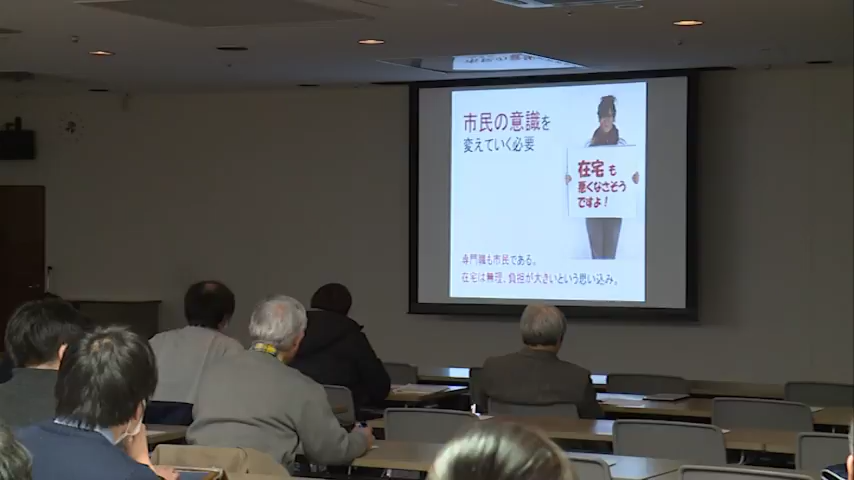 市民の意識を
変えていく必要
在宅も
悪くなさそう
ですよ！
専門職も市民である。
在宅は無理、負担が大きいという思い込み。